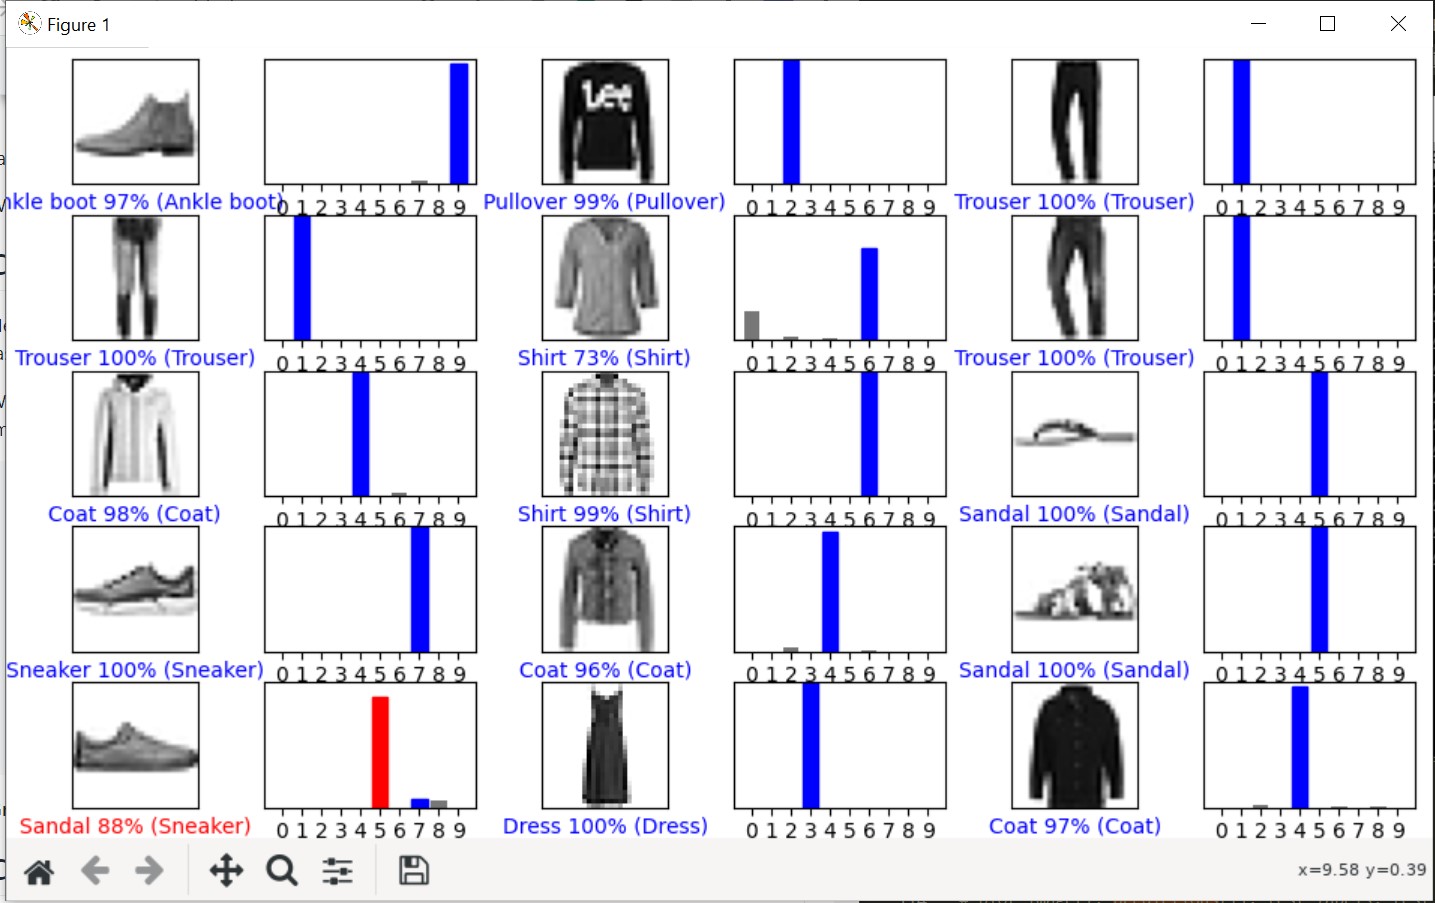 Figure 1
Lee
nkle boot 97% (Ankle boot)
0 1 2 3 4 5 6 7 8 9
Pullover 99% (Pullover)
0 1 2 3 4 5 6 7 8 9
Trouser 100% (Trouser)
0 1 2 3 4 5 6 7 8 9
Trouser 100% (Trouser)
0 1 2 3 4 5 6 7 8 9
Shirt 73% (Shirt)
0 1 2 3 4 5 6 7 8 9
Trouser 100% (Trouser)
0 1 2 3 4 5 6 7 8 9
Coat 98% (Coat)
0 1 2 3 4 5 6 7 8 9
Shirt 99% (Shirt)
0 1 2 3 4 5 6 7 8 9
Sandal 100% (Sandal)
0 1 2 3 4 5 6 7 8 9
Sneaker 100% (Sneaker)
0 1 2 3 4 5 6 7 8 9
Coat 96% (Coat)
0 1 2 3 4 5 6 7 8 9
Sandal 100% (Sandal)
0 1 2 3 4 5 6 7 8 9
Sandal 88% (Sneaker)
0 1 2 3 4 5 6 7 8 9
Dress 100% (Dress)
0 1 2 3 4 5 6 7 8 9
Coat 97% (Coat)
0 1 2 3 4 5 6 7 8 9
x=9.58 y=0.39